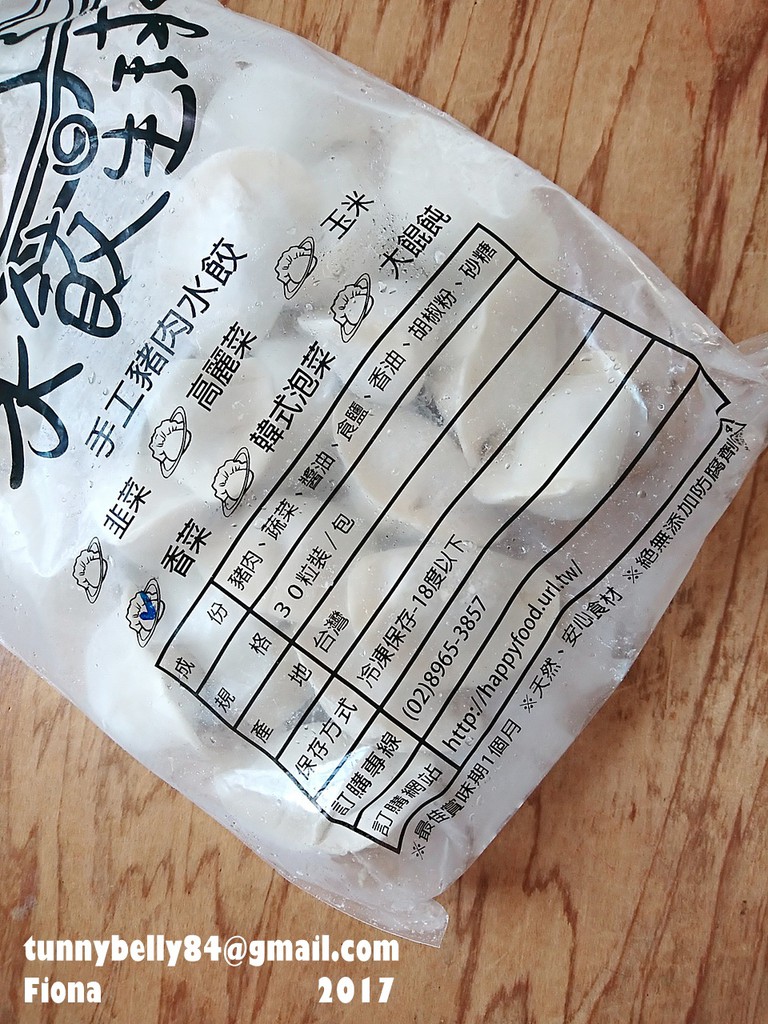 水餃主球
手工豬肉水餃
韭菜 高麗菜 玉米
香菜 韓式泡菜 大餛飩
成份 豬肉、蔬菜、醬油、食鹽、香油、胡椒粉、砂糖
規格 30粒裝/包
產地 台灣
保存方式 冷凍保存-18度以下
訂購專線 (02)8965-3857
訂購網站 http://happyfood.url.tw/
※最佳賞味期1個月 ※天然、安心食材 ※絕無添加防腐劑
tunnybelly84@gmail.com
Fiona 2017